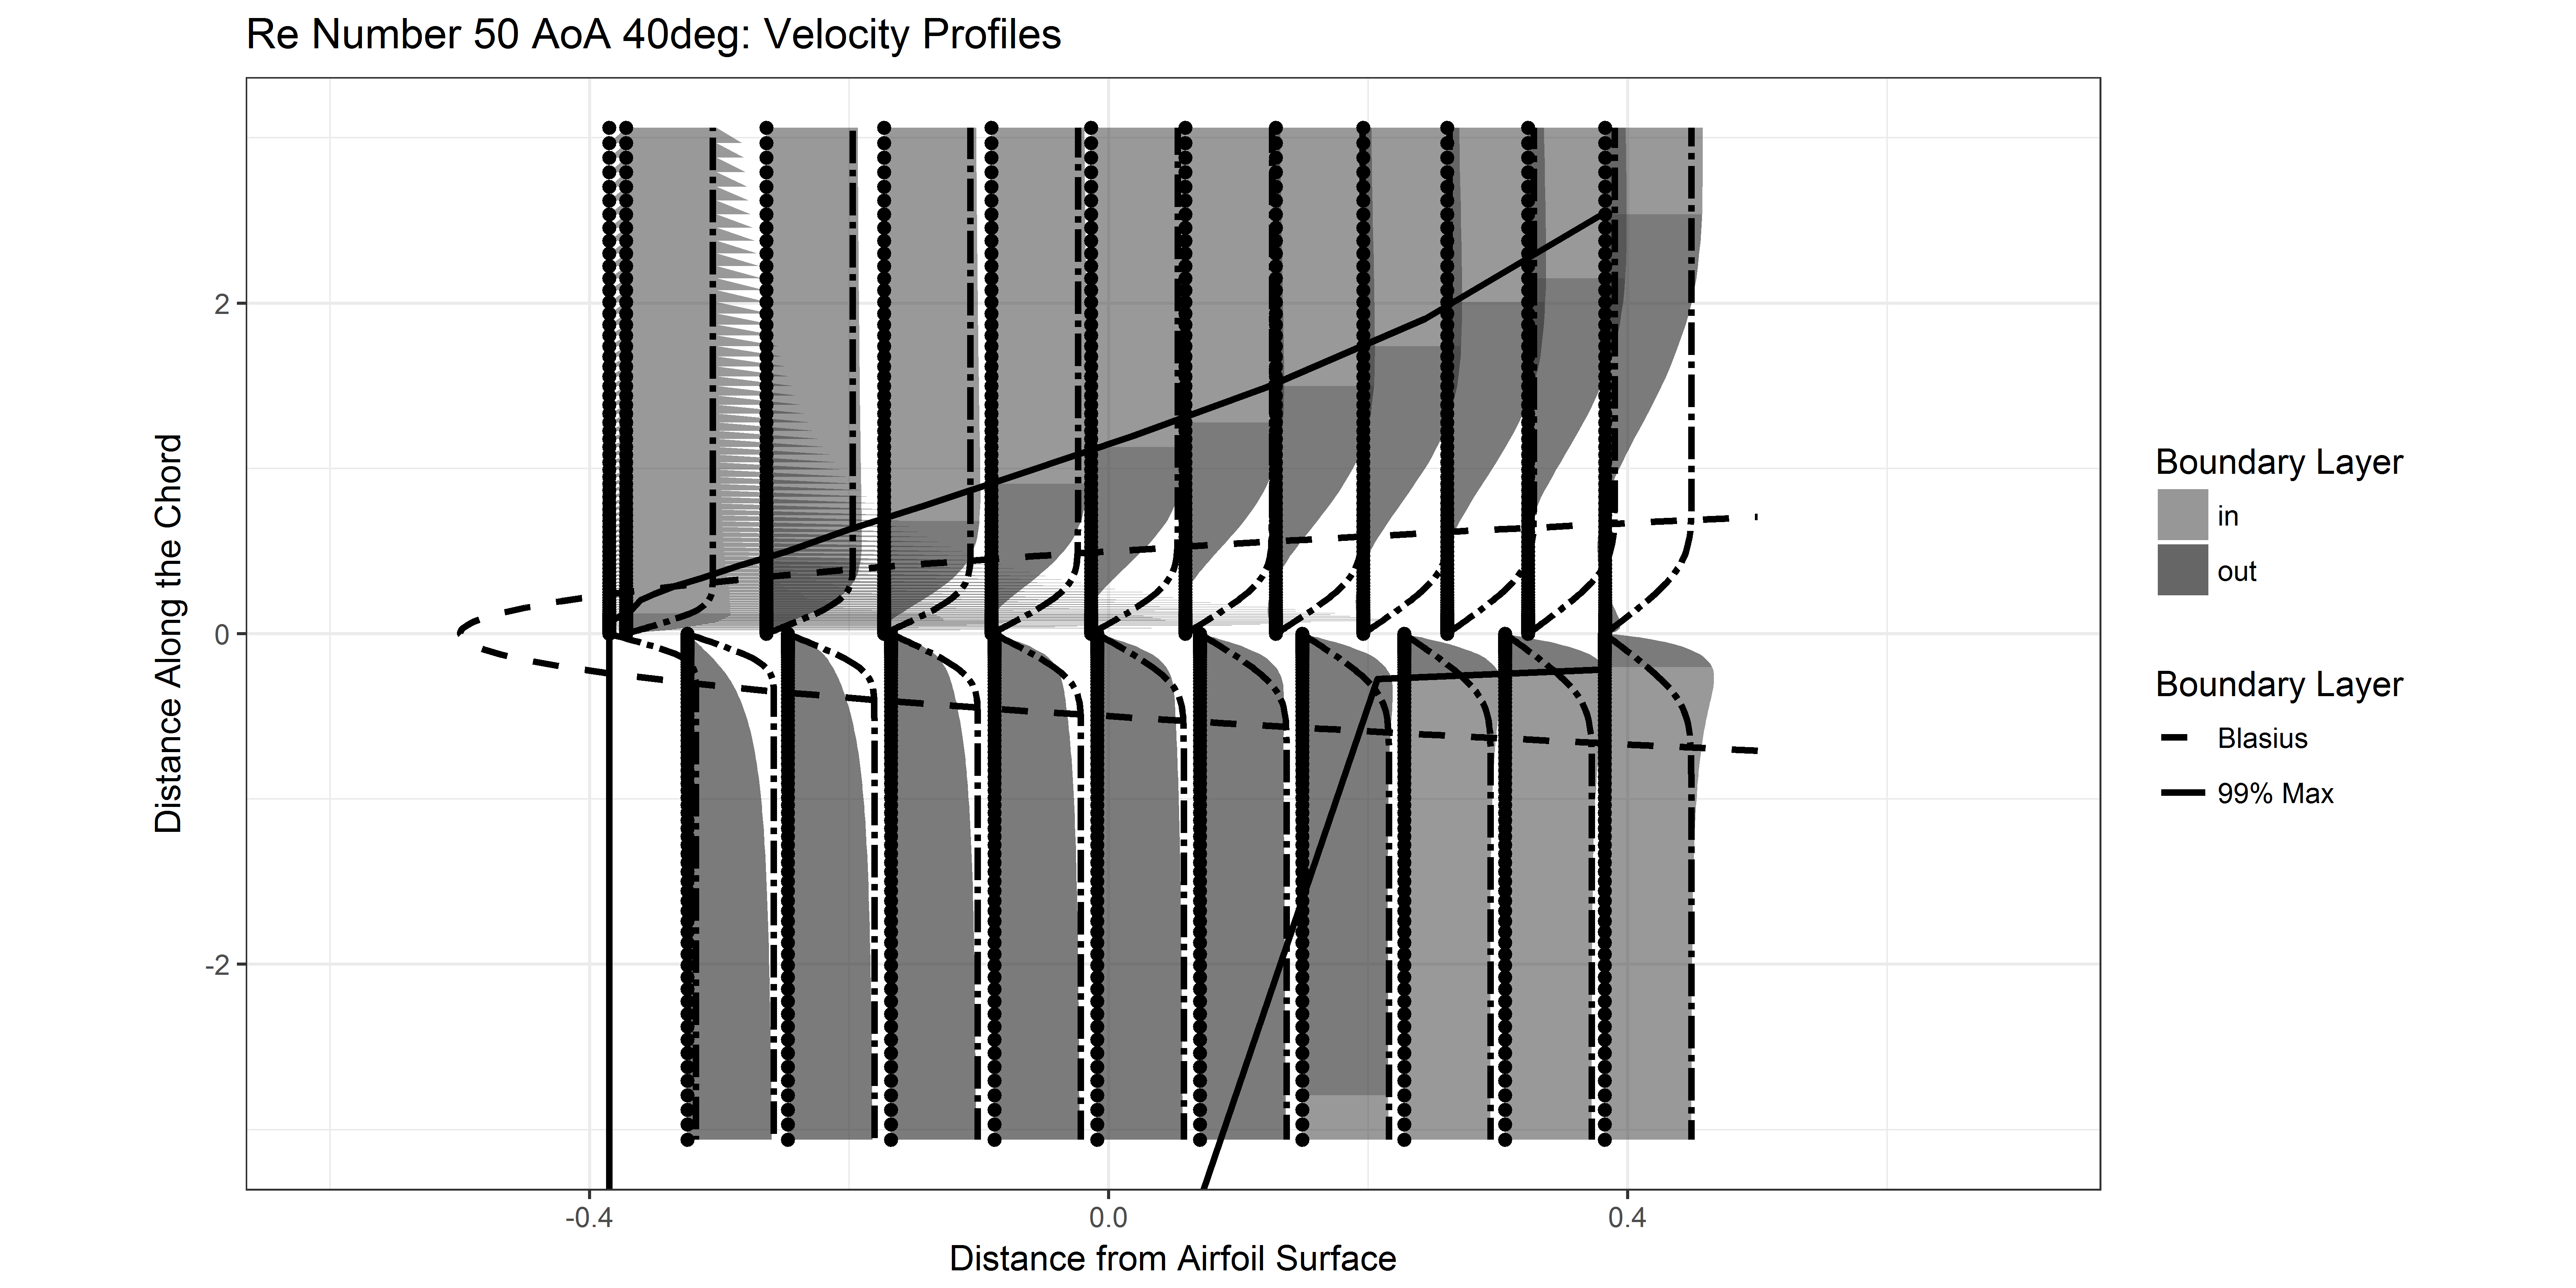 Re Number 50 AoA 40deg: Velocity Profiles
Distance Along the Chord
2
0
-2
-0.4
0.0
0.4
Distance from Airfoil Surface
Boundary Layer
in
out
Boundary Layer
Blasius
99% Max